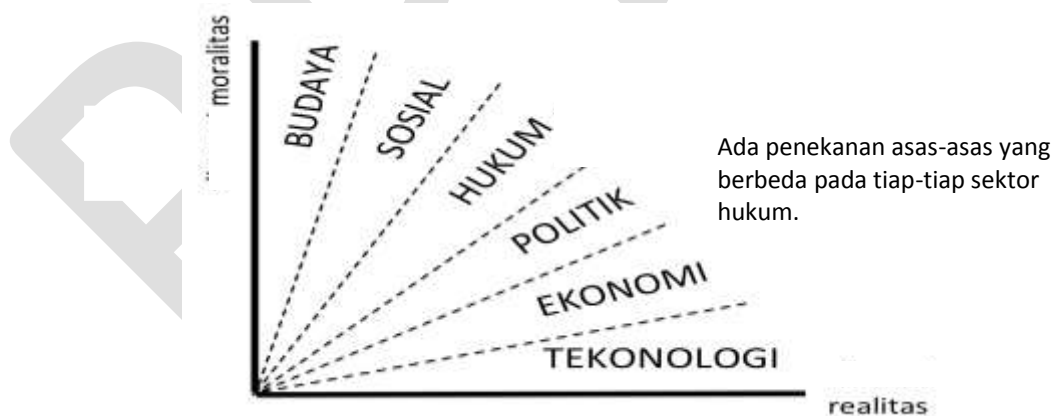 moralitas
BUDAYA
SOSIAL
HUKUM
POLITIK
EKONOMI
TEKONOLOGI
realitas
Ada penekanan asas-asas yang
berbeda pada tiap-tiap sektor
hukum.